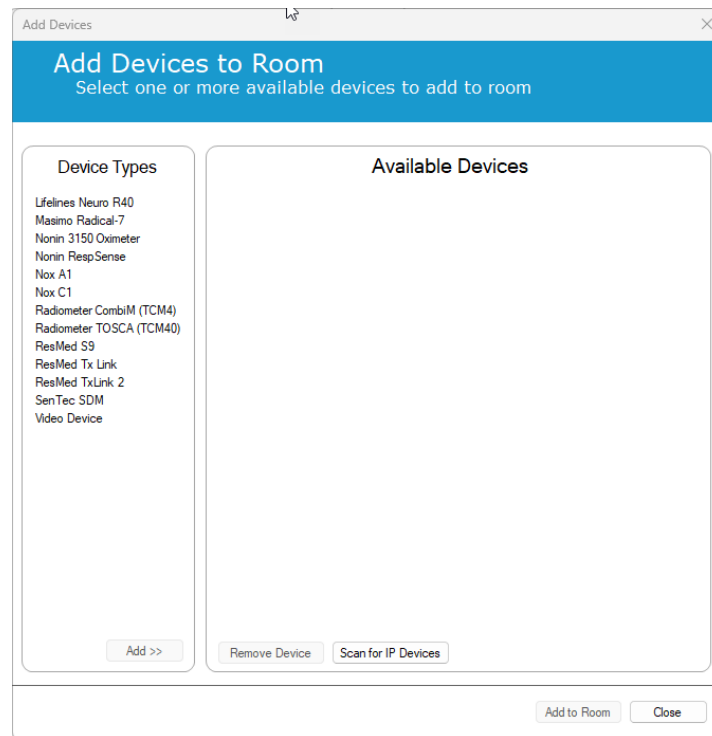 Add Devices
Add Devices to Room
Select one or more available devices to add to room
Device Types
Lifelines Neuro R40
Masimo Radical-7
Nonin 3150 Oximeter
Nonin RespSense
Nox A1
Nox C1
Radiometer CombiM (TCM4)
Radiometer TOSCA (TCM40)
ResMed S9
ResMed Tx Link
ResMed TxLink 2
SenTec SDM
Video Device
Add >>
Available Devices
Remove Device
Scan for IP Devices
Add to Room
Close